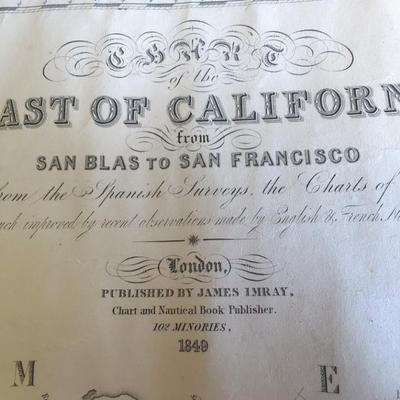 CHART
of the
AST OF CALIFORN
from
SAN BLAS TO SAN FRANCISCO
from the Spanish Surveys, the Charts of
uch improved by recent observations made by English & French
London,
PUBLISHED BY JAMES IMRAY,
Chart and Nautical Book Publisher.
102 MINORIES,
1849
M E